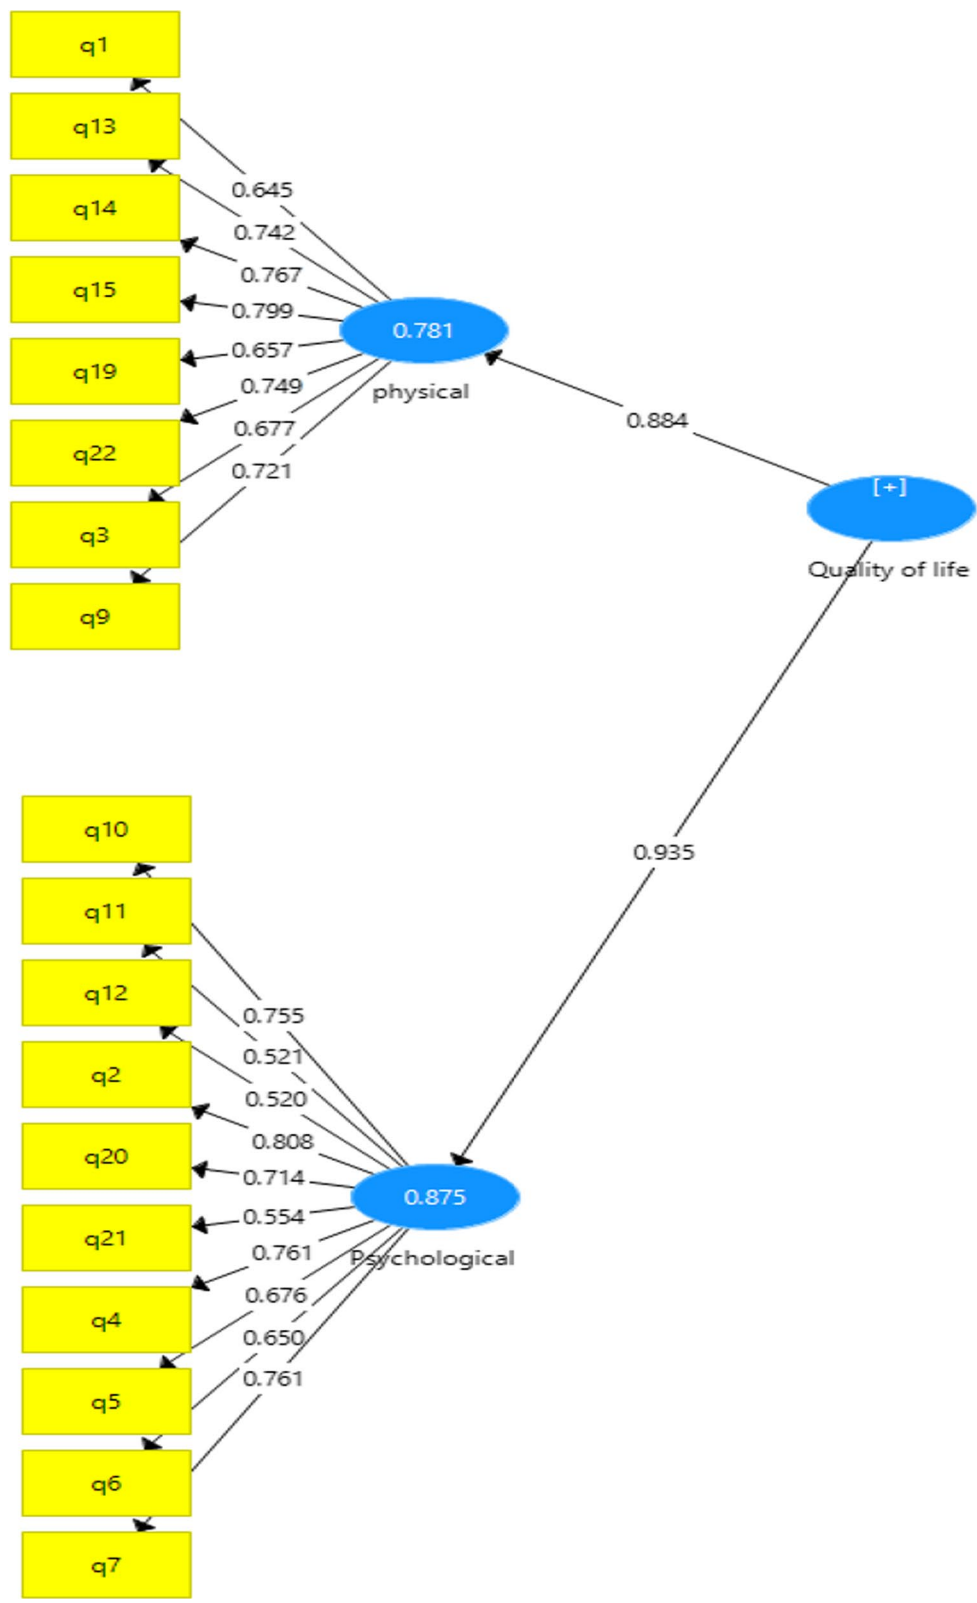 q1
q13
q14
q15
q19
q22
q3
q9
0.645
0.742
0.767
0.799
0.657
0.749
0.677
0.721
0.781
physical
0.884
[+]
Quality of life
0.935
q10
q11
q12
q2
q20
q21
q4
q5
q6
q7
0.755
0.521
0.520
0.808
0.714
0.554
0.761
0.676
0.650
0.761
0.875
Psychological